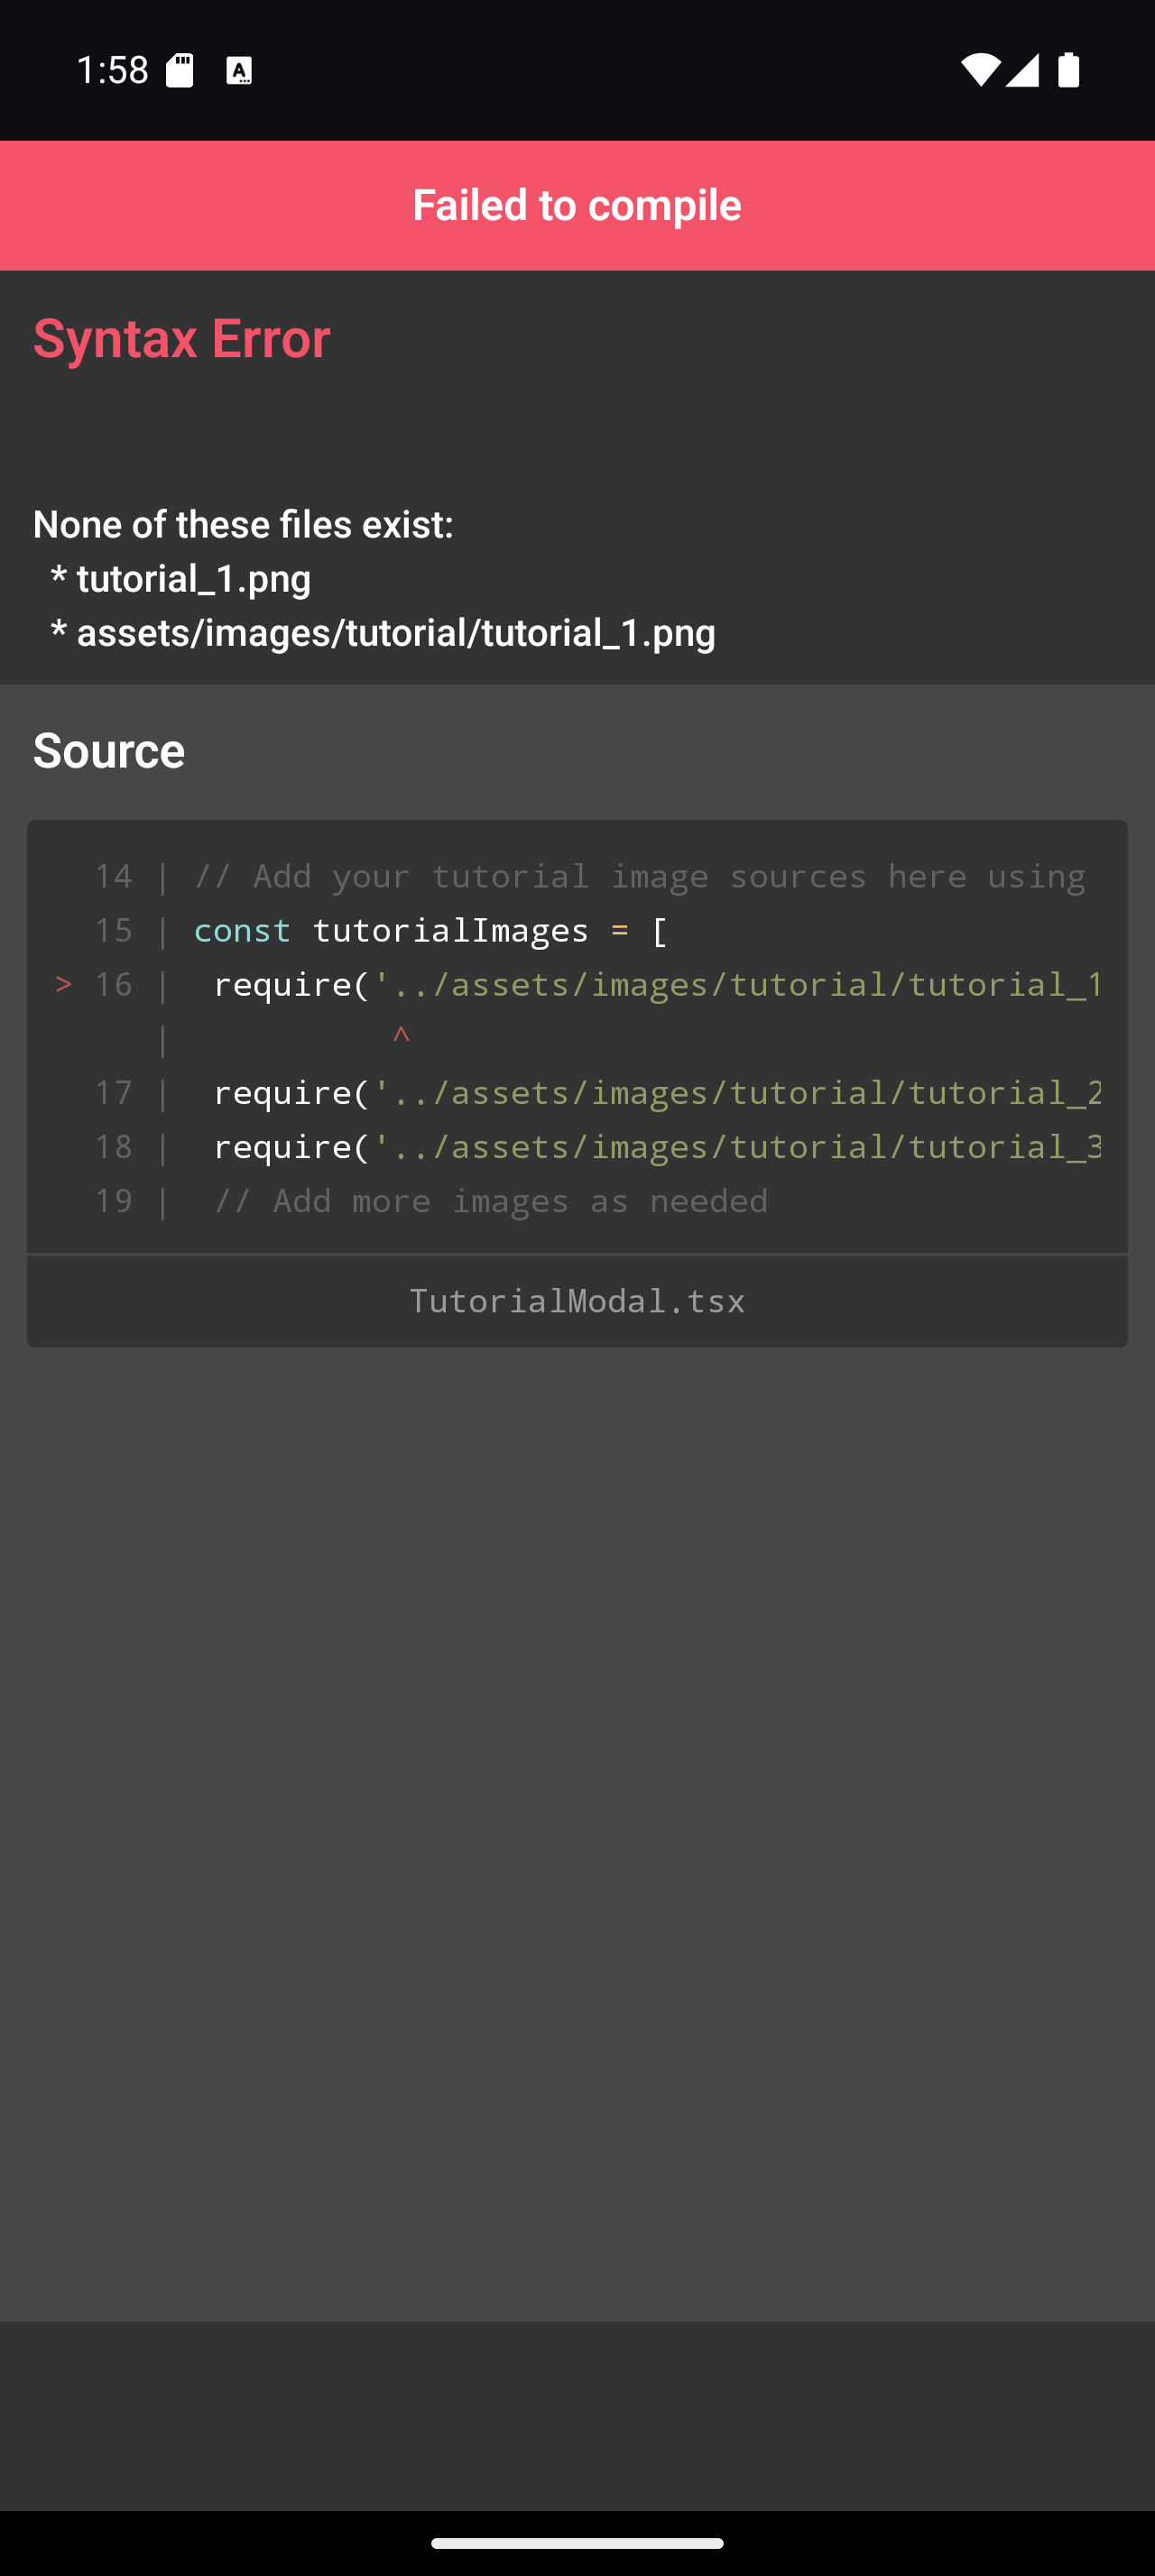 1:58
Failed to compile
Syntax Error
None of these files exist:
* tutorial_1.png
* assets/images/tutorial/tutorial_1.png
Source
14 | // Add your tutorial image sources here using
15 | const tutorialImages = [
> 16 |  require('../assets/images/tutorial/tutorial_1
|           ^
17 |  require('../assets/images/tutorial/tutorial_2
18 |  require('../assets/images/tutorial/tutorial_3
19 |  // Add more images as needed
TutorialModal.tsx